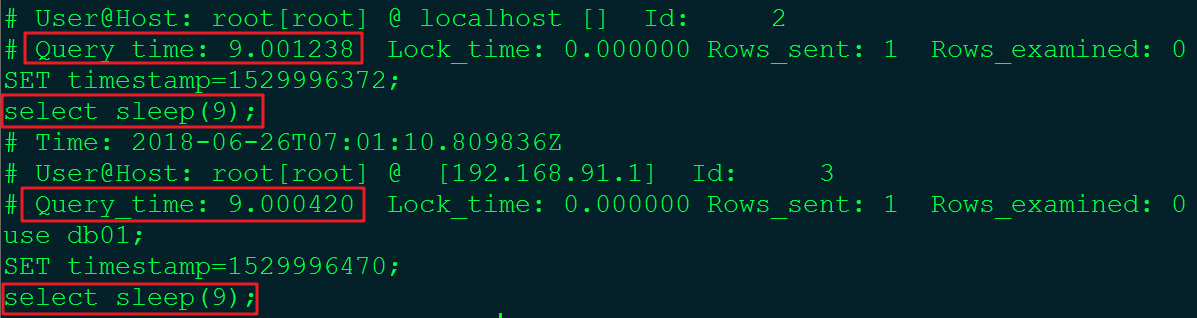 # User@Host: root[root] @ localhost []  Id:     2
# Query_time: 9.001238  Lock_time: 0.000000 Rows_sent: 1  Rows_examined: 0
SET timestamp=1529996372;
select sleep(9);
# Time: 2018-06-26T07:01:10.809836Z
# User@Host: root[root] @  [192.168.91.1]  Id:     3
# Query_time: 9.000420  Lock_time: 0.000000 Rows_sent: 1  Rows_examined: 0
use db01;
SET timestamp=1529996470;
select sleep(9);